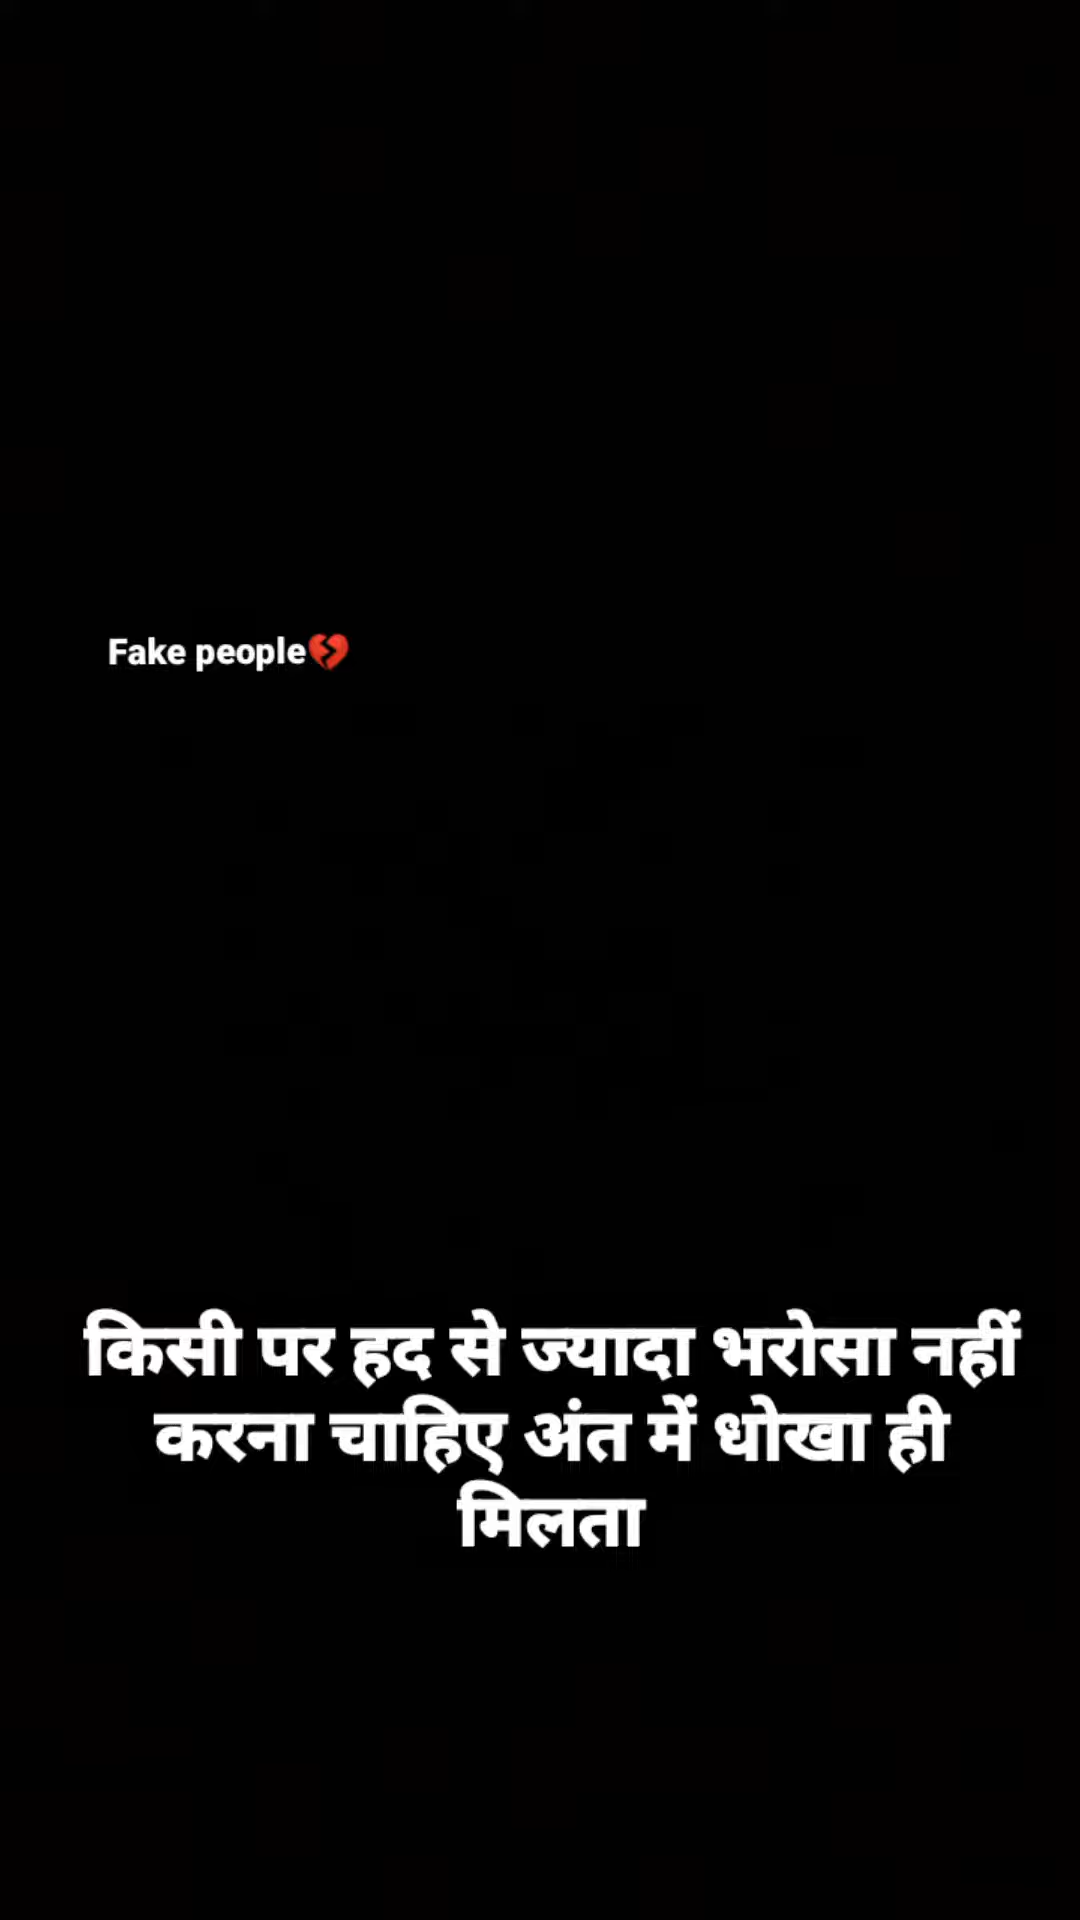 Fake people💔
किसी पर हद से ज्यादा भरोसा नहीं
करना चाहिए अंत में धोखा ही
मिलता